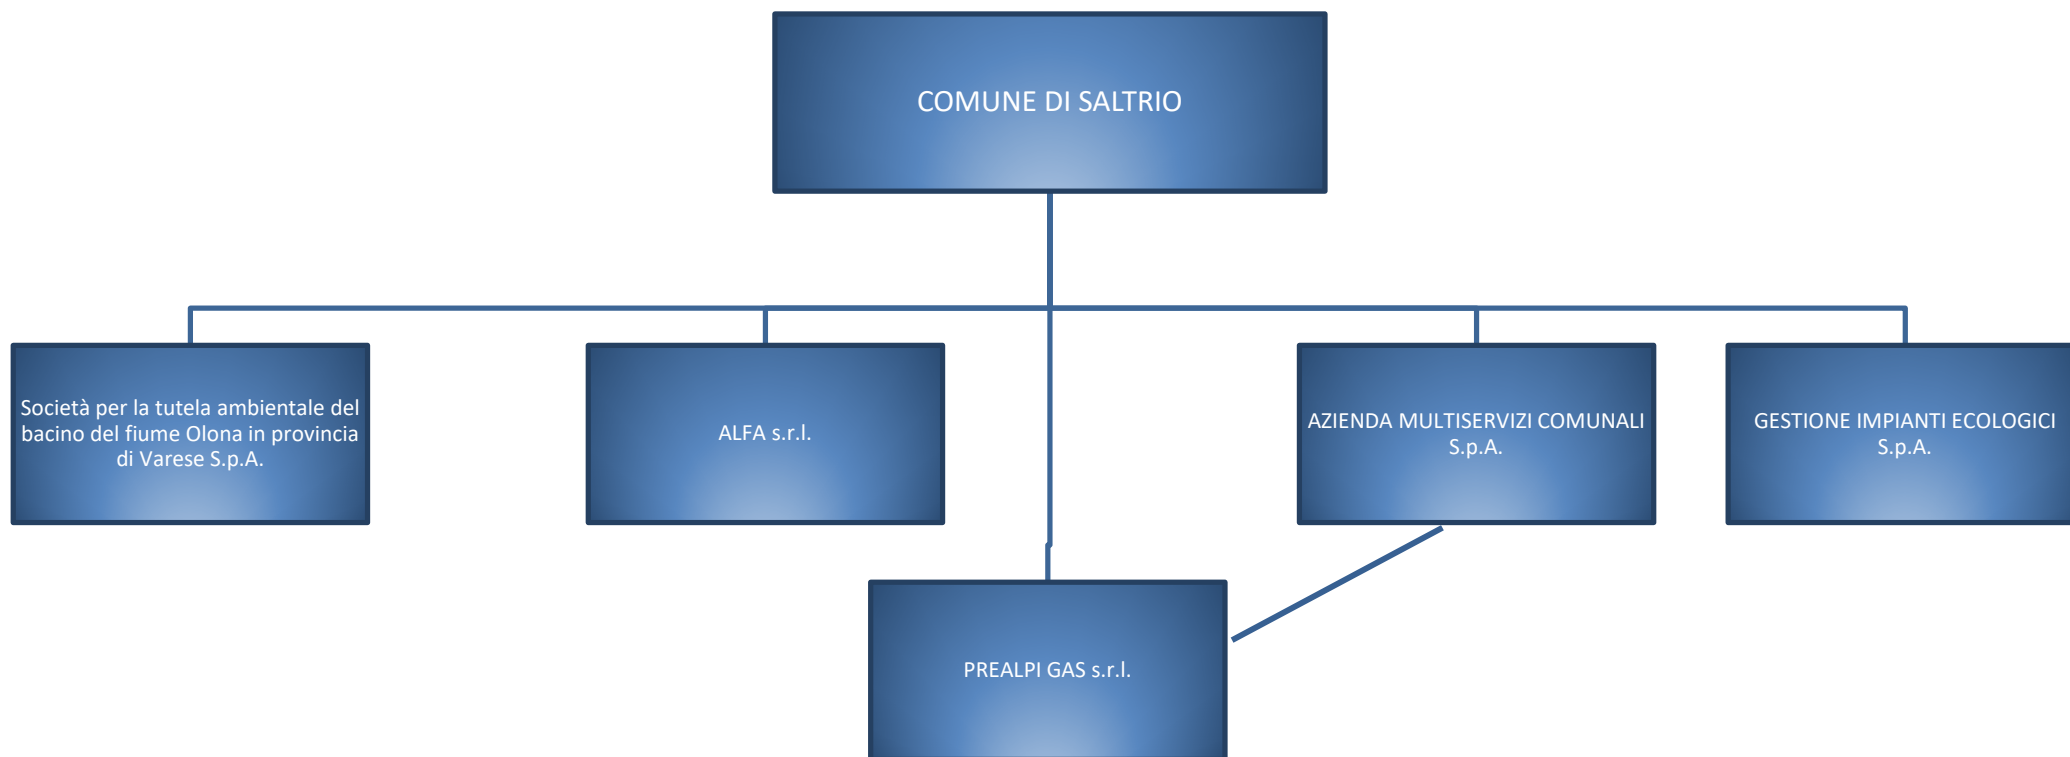 COMUNE DI SALTRIO
Società per la tutela ambientale del
bacino del fiume Olona in provincia
di Varese S.p.A.
ALFA s.r.l.
AZIENDA MULTISERVIZI COMUNALI
S.p.A.
GESTIONE IMPIANTI ECOLOGICI
S.p.A.
PREALPI GAS s.r.l.